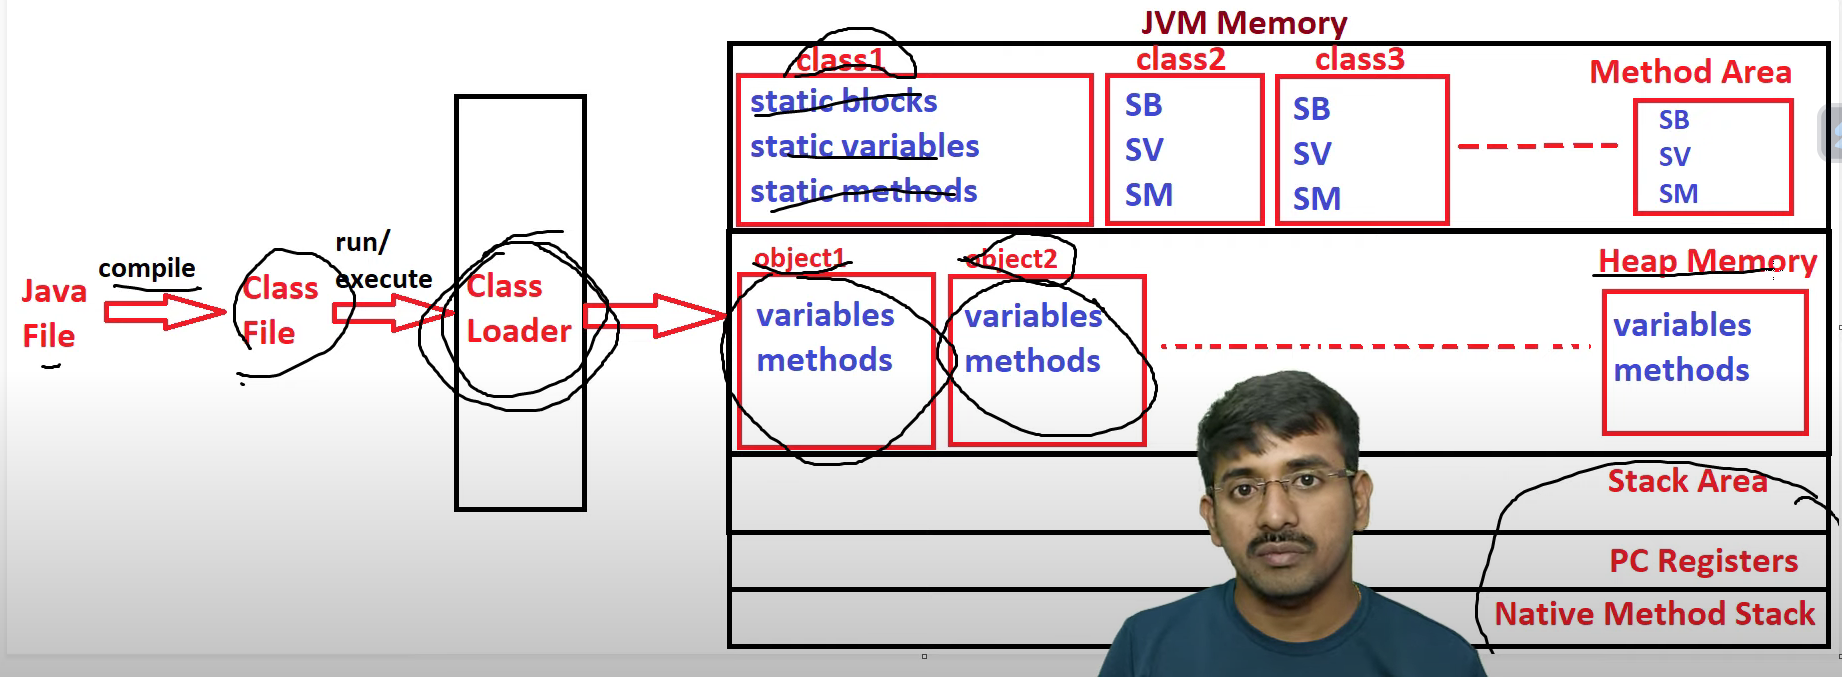 JVM Memory
class1
class2
class3
Method Area
static blocks
static variables
static methods
SB
SV
SM
SB
SV
SM
SB
SV
SM
Java
File
compile
Class
File
run/
execute
Class
Loader
object1
object2
Heap Memory
variables
methods
variables
methods
variables
methods
Stack Area
PC Registers
Native Method Stack